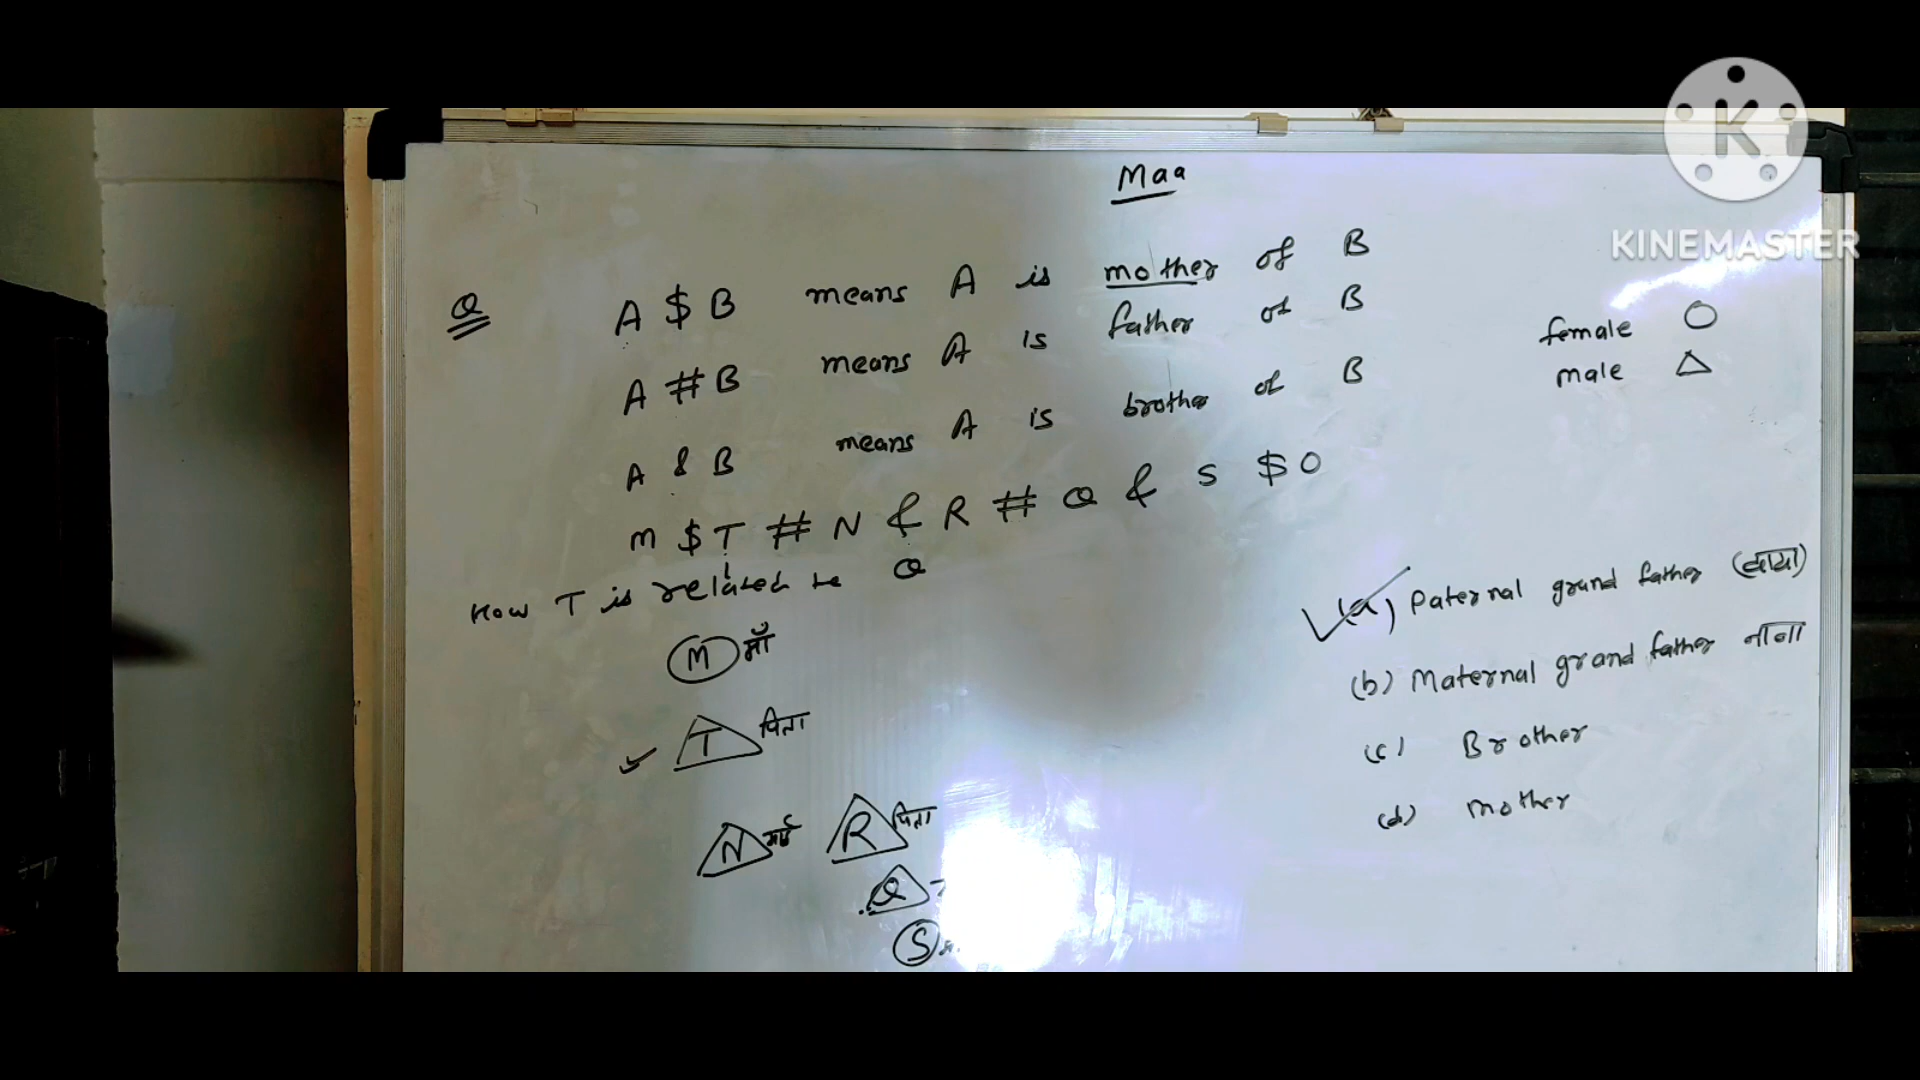 Maa
KINEMASTER
Q A $ B means A is mother of B
A # B means A is father of B
A & B means A is brother of B
female ○
male △
M $ T # N & R # Q & S $ O
How T is related to Q
(a) Paternal grand father (दादा)
(b) Maternal grand father नाना
(c) Brother
(d) Mother
M माँ
T पिता
N भाई R पिता
Q
S